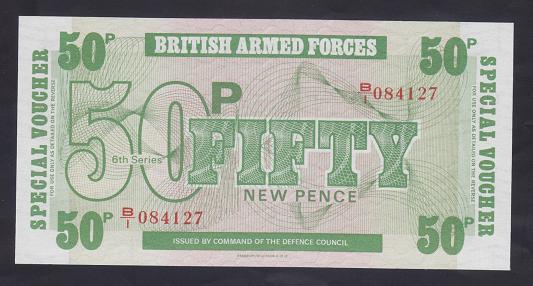 50P
BRITISH ARMED FORCES
50P
SPECIAL VOUCHER
FOR USE ONLY AS DETAILED ON THE REVERSE
50P
B/1 084127
6th Series
FIFTY
NEW PENCE
B/1 084127
50P
ISSUED BY COMMAND OF THE DEFENCE COUNCIL
50P
SPECIAL VOUCHER
FOR USE ONLY AS DETAILED ON THE REVERSE